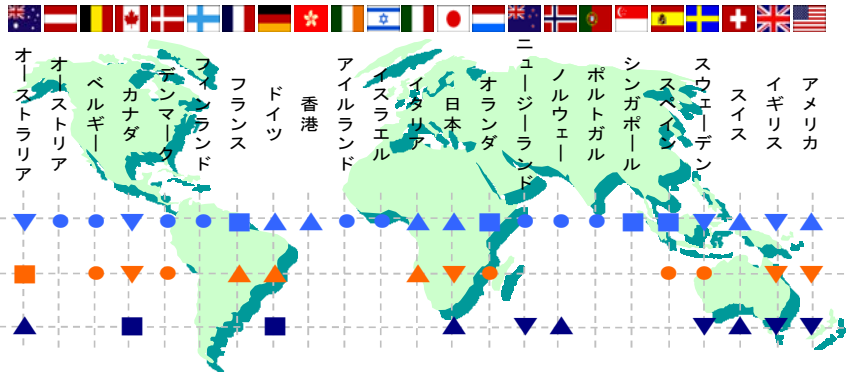 オーストラリア
オーストリア
ベルギー
カナダ
デンマーク
フィンランド
フランス
ドイツ
香港
アイルランド
イスラエル
イタリア
日本
オランダ
ニュージーランド
ノルウェー
ポルトガル
シンガポール
スペイン
スウェーデン
スイス
イギリス
アメリカ